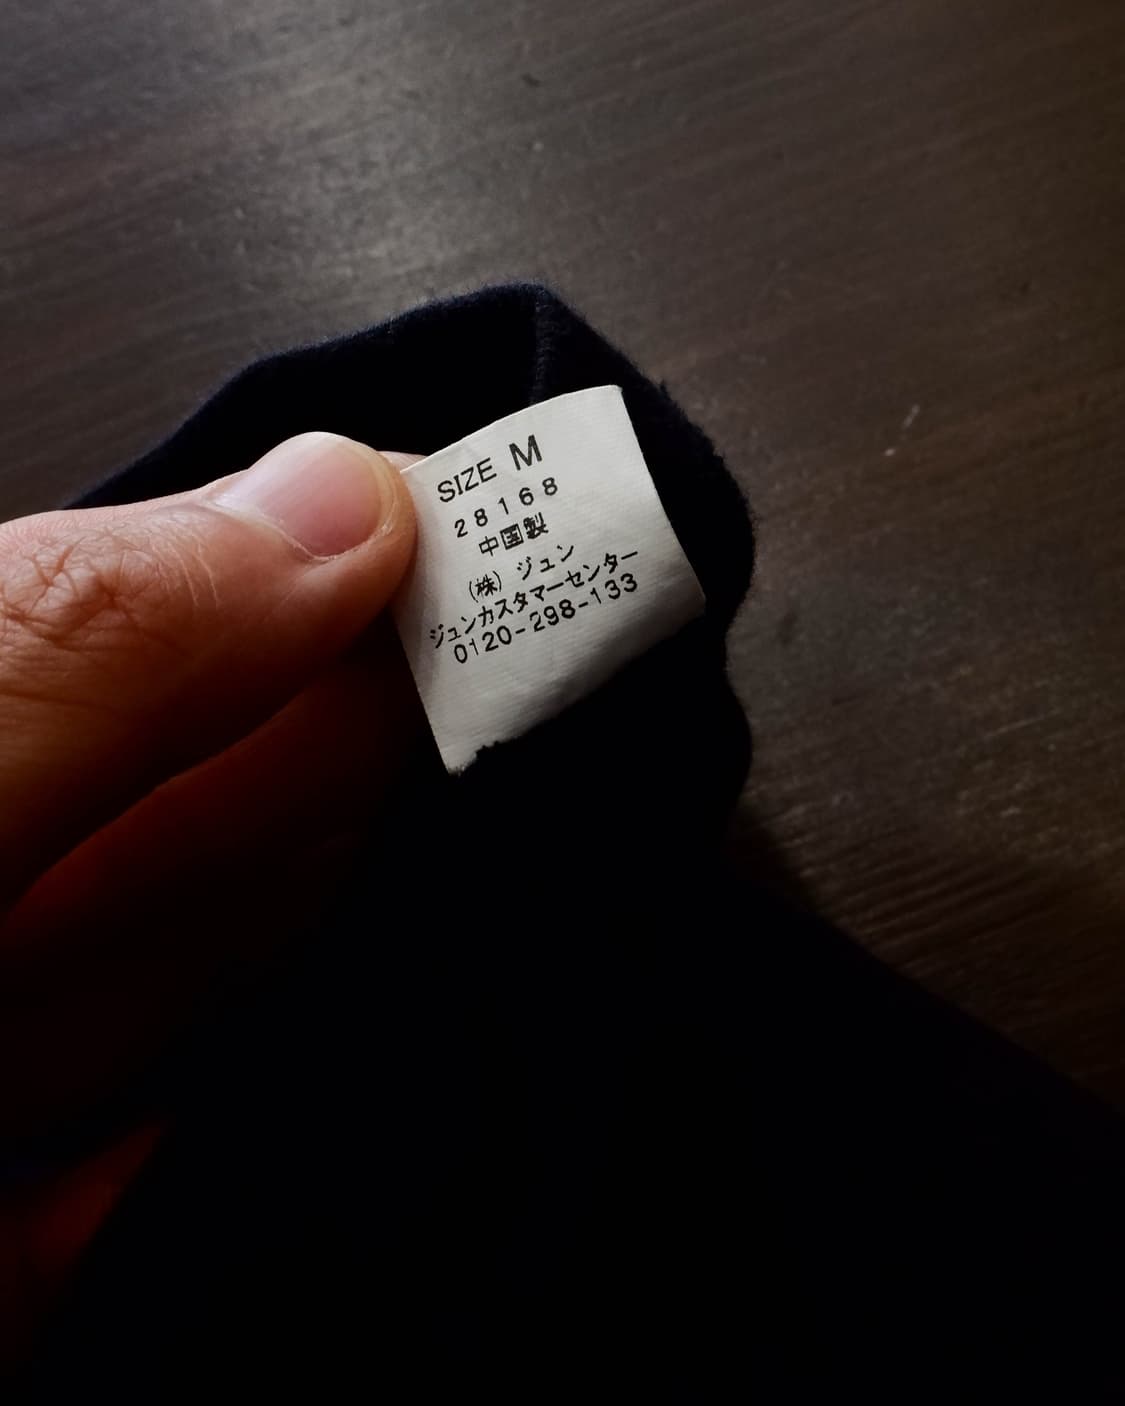 SIZE M
28168
中国製
(株) ジュン
ジュンカスタマーセンター
0120-298-133